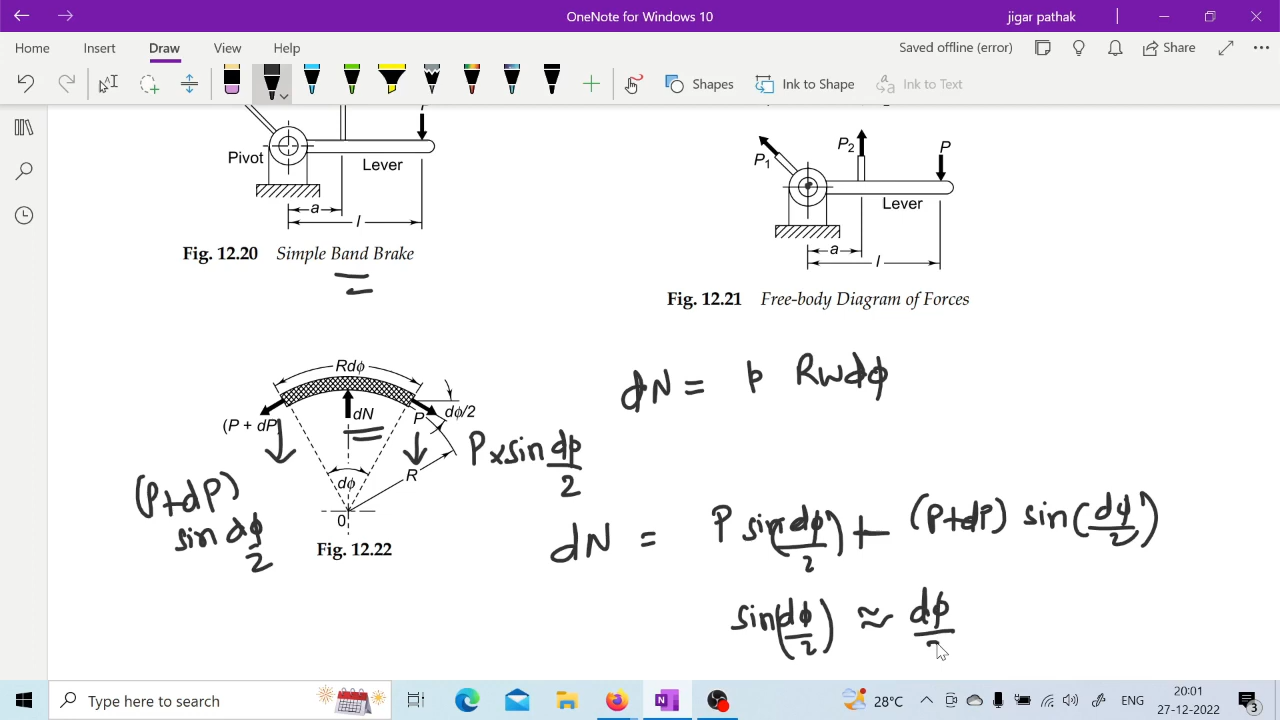 OneNote for Windows 10
jigar pathak
Home Insert Draw View Help
Saved offline (error)
Share
Shapes
Ink to Shape
Ink to Text
Pivot
Lever
a
l
Fig. 12.20 Simple Band Brake
P1
P2
P
Lever
a
l
Fig. 12.21 Free-body Diagram of Forces
Rdϕ
dN = p Rwdϕ
(P + dP)
dN
P
dϕ/2
P×sin dϕ/2
R
dϕ
(P+dP)
sin dϕ/2
0
Fig. 12.22
dN = P sin(dϕ/2) + (P+dP) sin(dϕ/2)
sin(dϕ/2) ≈ dϕ/2
Type here to search
28°C
ENG
20:01
27-12-2022
3